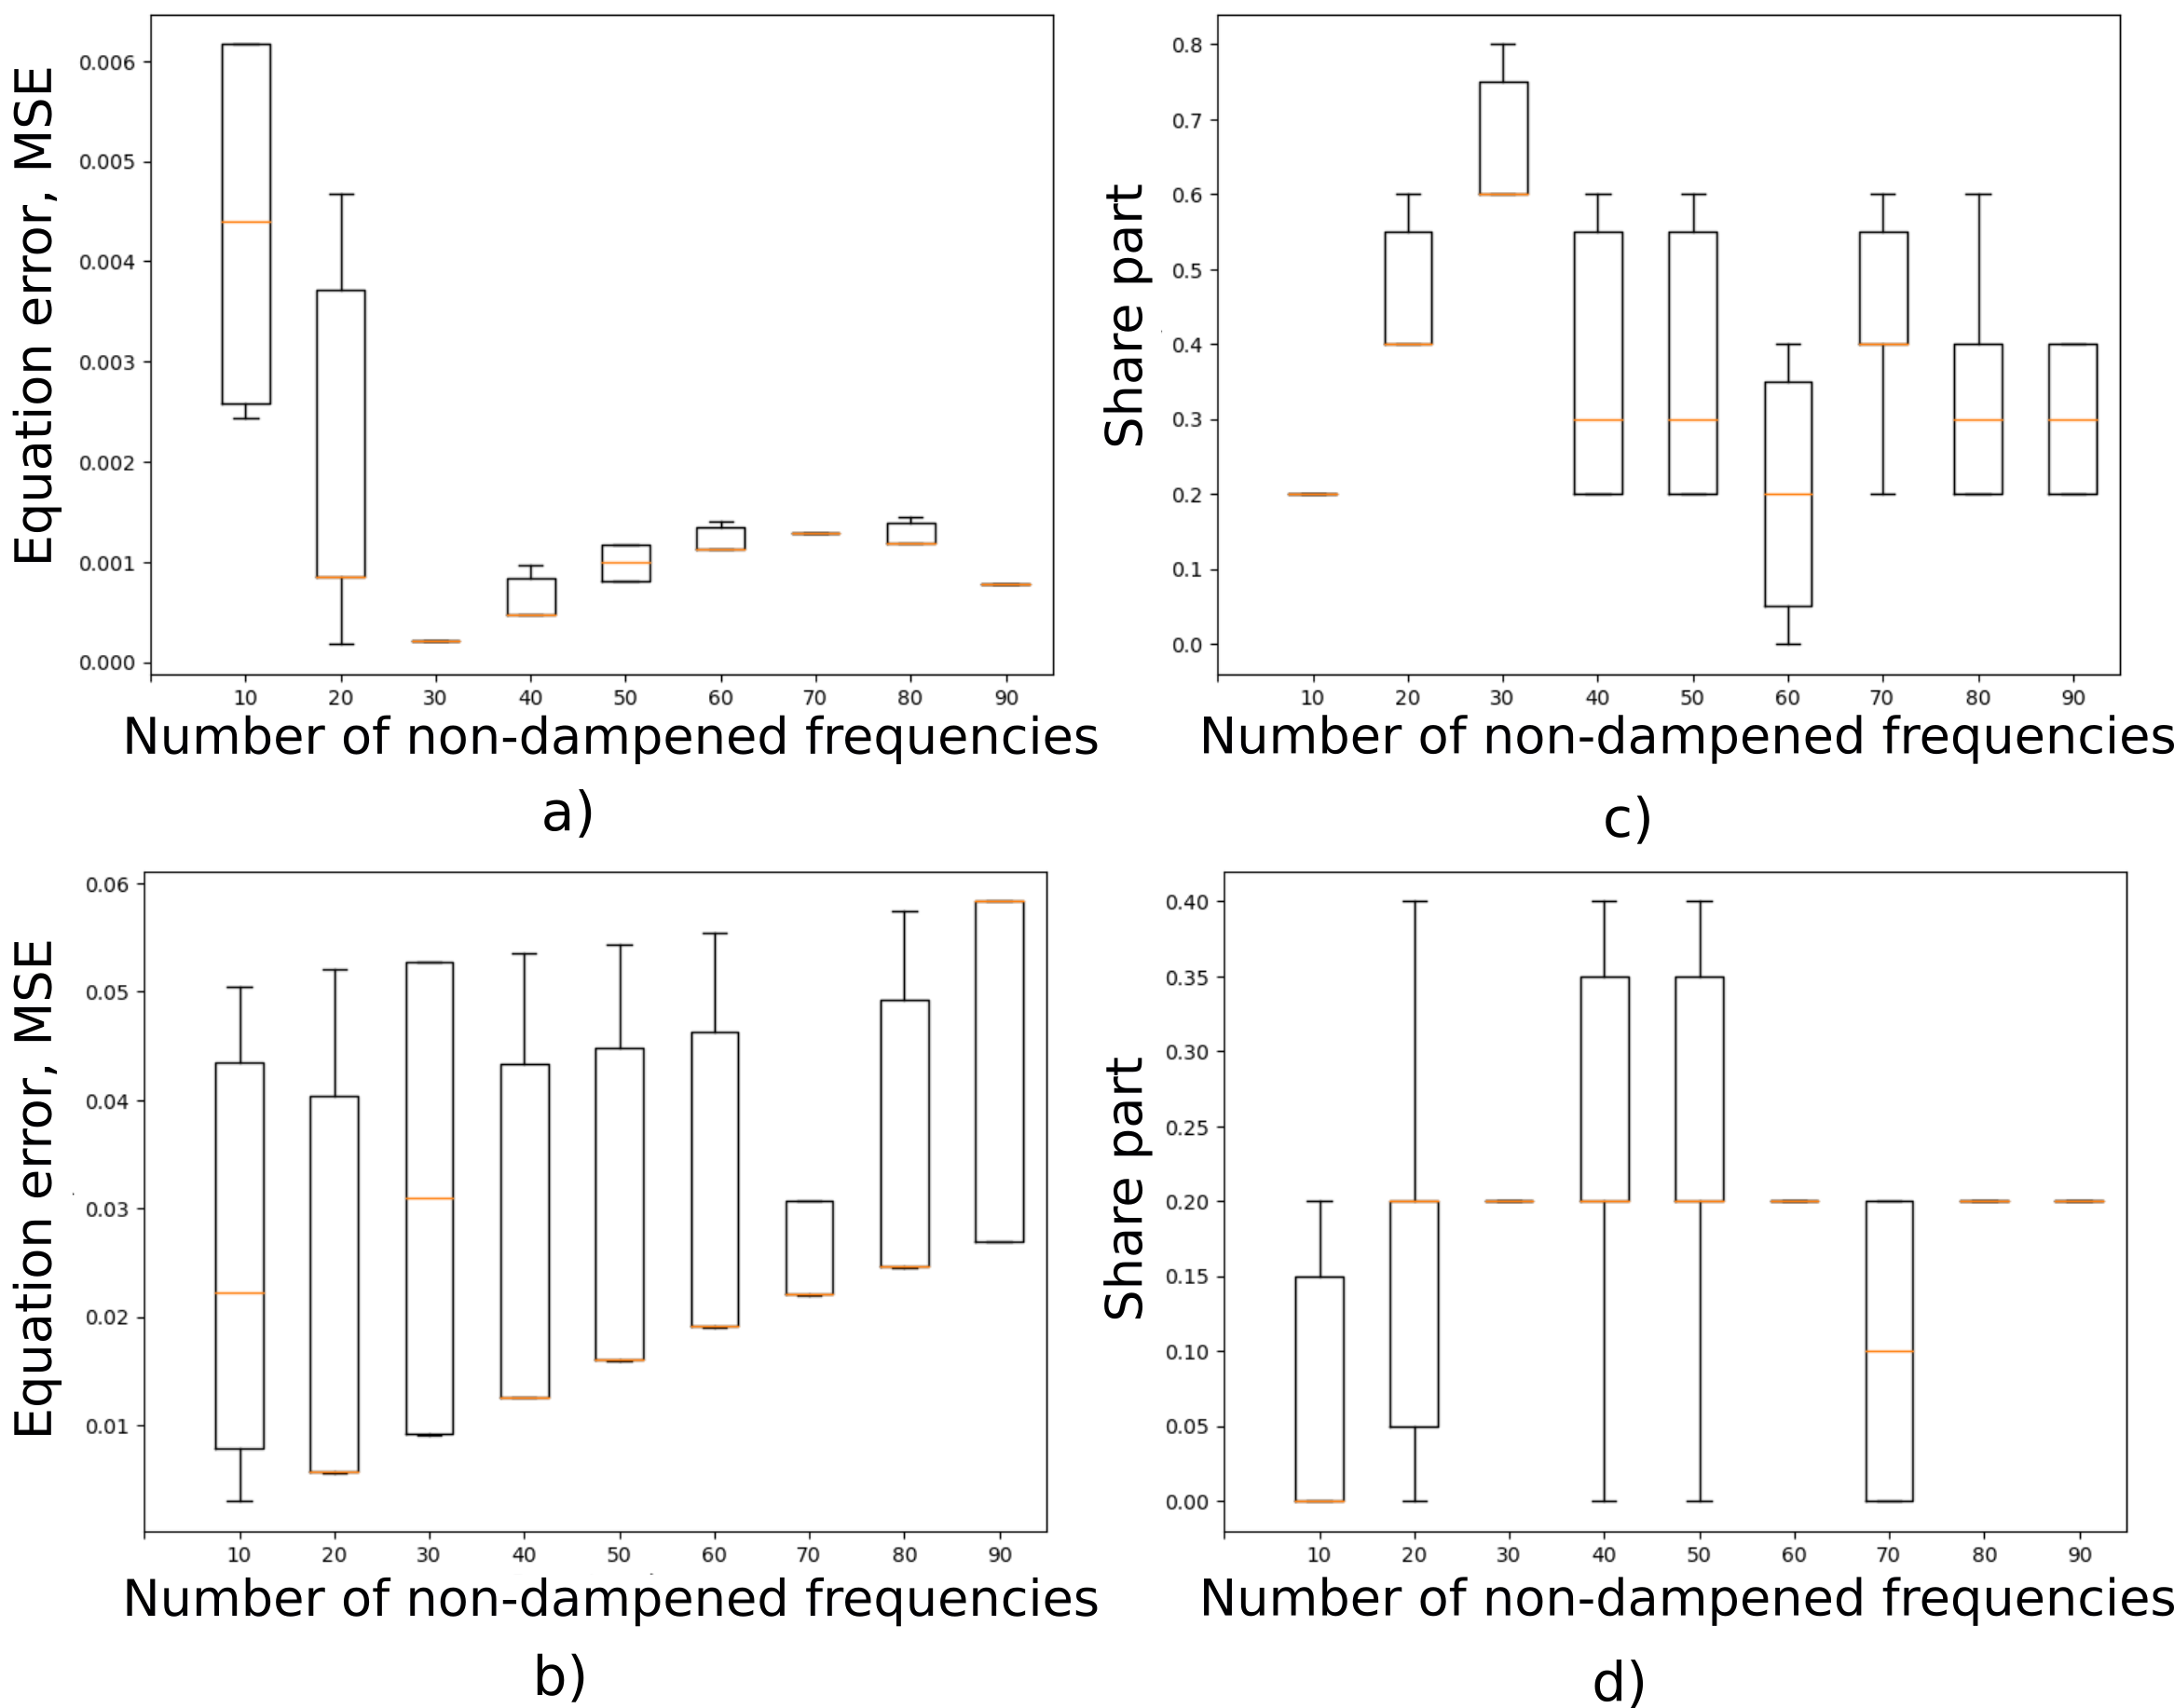 Equation error, MSE
0.006
0.005
0.004
0.003
0.002
0.001
0.000
10 20 30 40 50 60 70 80 90
Number of non-dampened frequencies
a)
Share part
0.8
0.7
0.6
0.5
0.4
0.3
0.2
0.1
0.0
10 20 30 40 50 60 70 80 90
Number of non-dampened frequencies
c)
Equation error, MSE
0.06
0.05
0.04
0.03
0.02
0.01
10 20 30 40 50 60 70 80 90
Number of non-dampened frequencies
b)
Share part
0.40
0.35
0.30
0.25
0.20
0.15
0.10
0.05
0.00
10 20 30 40 50 60 70 80 90
Number of non-dampened frequencies
d)